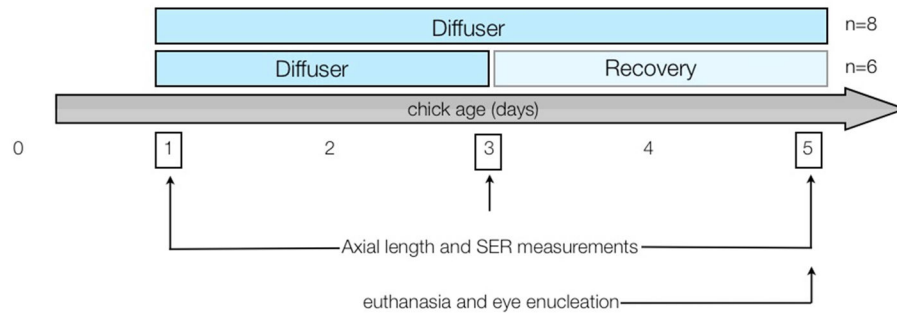 Diffuser n=8
Diffuser Recovery n=6
chick age (days)
0 1 2 3 4 5
Axial length and SER measurements
euthanasia and eye enucleation